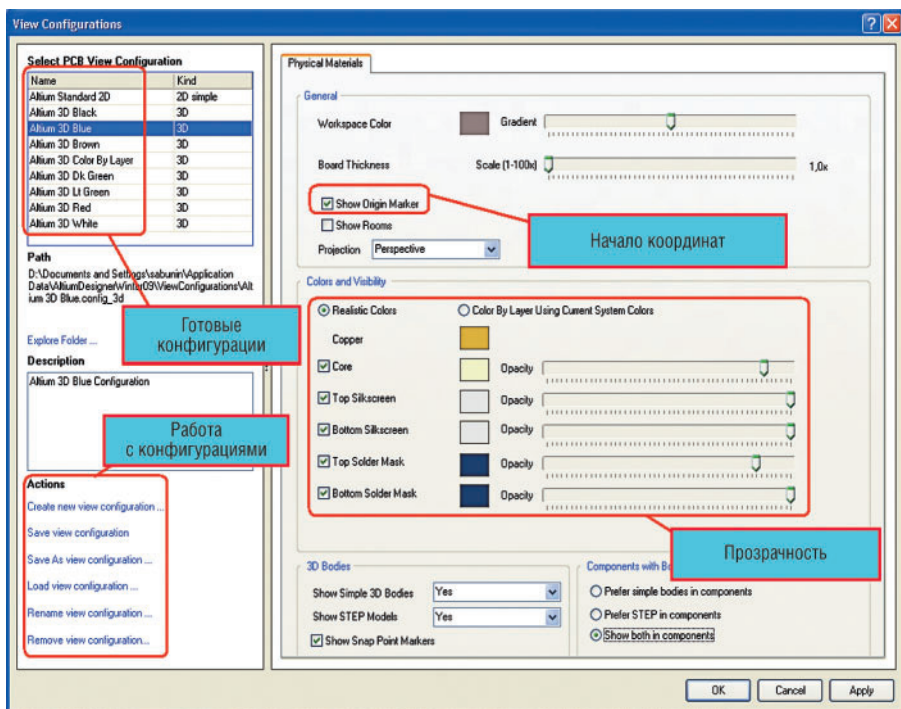 View Configurations
Select PCB View Configuration
Name Kind
Altium Standard 2D 2D simple
Altium 3D Black 3D
Altium 3D Blue 3D
Altium 3D Brown 3D
Altium 3D Color By Layer 3D
Altium 3D Dk Green 3D
Altium 3D Lt Green 3D
Altium 3D Red 3D
Altium 3D White 3D
Path
D:\Documents and Settings\sabunin\Application
Data\AltiumDesignerWinter09\ViewConfigurations\Alt
ium 3D Blue.config_3d
Готовые
конфигурации
Explore Folder ...
Description
Altium 3D Blue Configuration
Работа
с конфигурациями
Actions
Create new view configuration ...
Save view configuration
Save As view configuration ...
Load view configuration ...
Rename view configuration ...
Remove view configuration...
Physical Materials
General
Workspace Color Gradient
Board Thickness Scale (1-100x) 1,0x
Show Origin Marker
Show Rooms
Начало координат
Projection Perspective
Colors and Visibility
Realistic Colors Color By Layer Using Current System Colors
Copper
Core Opacity
Top Silkscreen Opacity
Bottom Silkscreen Opacity
Top Solder Mask Opacity
Bottom Solder Mask Opacity
Прозрачность
3D Bodies
Show Simple 3D Bodies Yes
Show STEP Models Yes
Show Snap Point Markers
Components with Bo
Prefer simple bodies in components
Prefer STEP in components
Show both in components
OK Cancel Apply